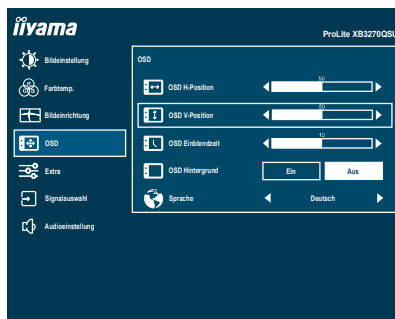 iiyama
ProLite XB3270QSU
Bildeinstellung
Farbtemp.
Bildeinrichtung
OSD
Extra
Signalauswahl
Audioeinstellung
OSD
OSD H-Position
50
OSD V-Position
50
OSD Einblendzeit
10
OSD Hintergrund
Ein
Aus
Sprache
Deutsch